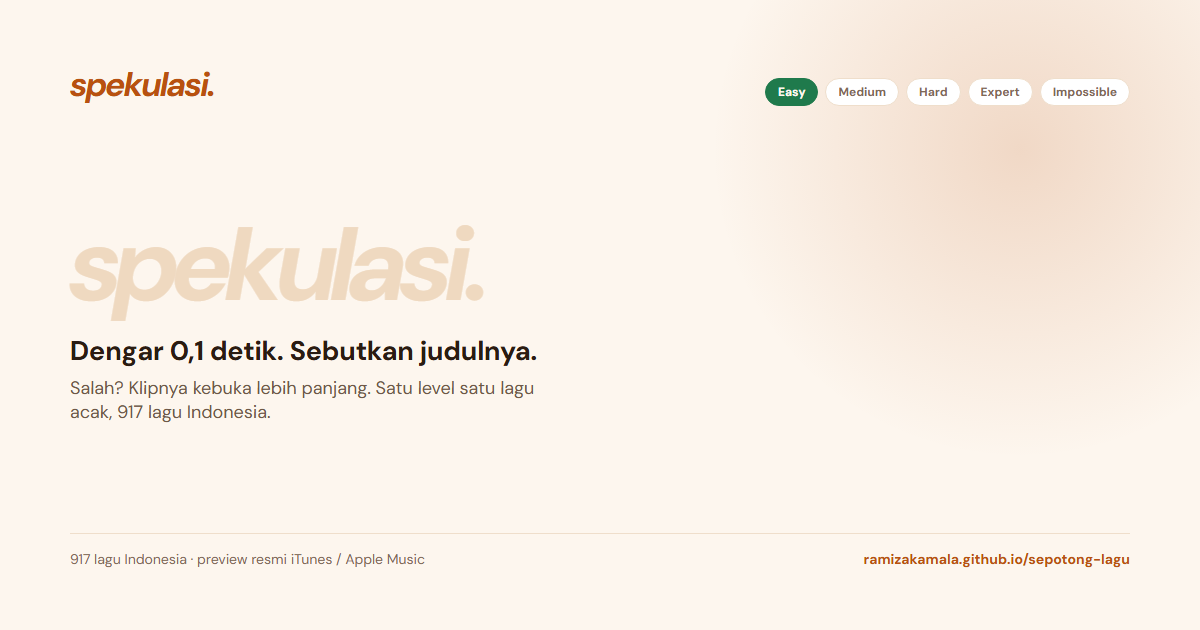 spekulasi.
Easy
Medium
Hard
Expert
Impossible
spekulasi.
Dengar 0,1 detik. Sebutkan judulnya.
Salah? Klipnya kebuka lebih panjang. Satu level satu lagu
acak, 917 lagu Indonesia.
917 lagu Indonesia · preview resmi iTunes / Apple Music
ramizakamala.github.io/sepotong-lagu